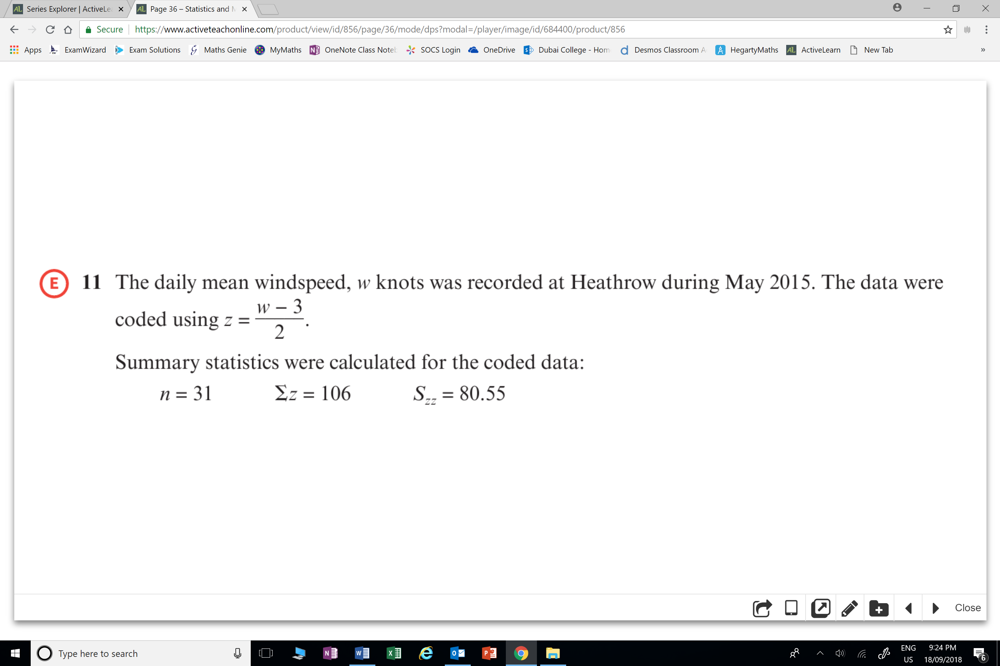 Series Explorer | ActiveLe
Page 36 – Statistics and M
Secure https://www.activeteachonline.com/product/view/id/856/page/36/mode/dps?modal=/player/image/id/684400/product/856
Apps ExamWizard Exam Solutions Maths Genie MyMaths OneNote Class Noteb SOCS Login OneDrive Dubai College - Hom Desmos Classroom A HegartyMaths ActiveLearn New Tab »
E 11 The daily mean windspeed, w knots was recorded at Heathrow during May 2015. The data were
coded using z = (w − 3)/2.
Summary statistics were calculated for the coded data:
n = 31 Σz = 106 S_zz = 80.55
Close
Type here to search
ENG
US
9:24 PM
18/09/2018
6